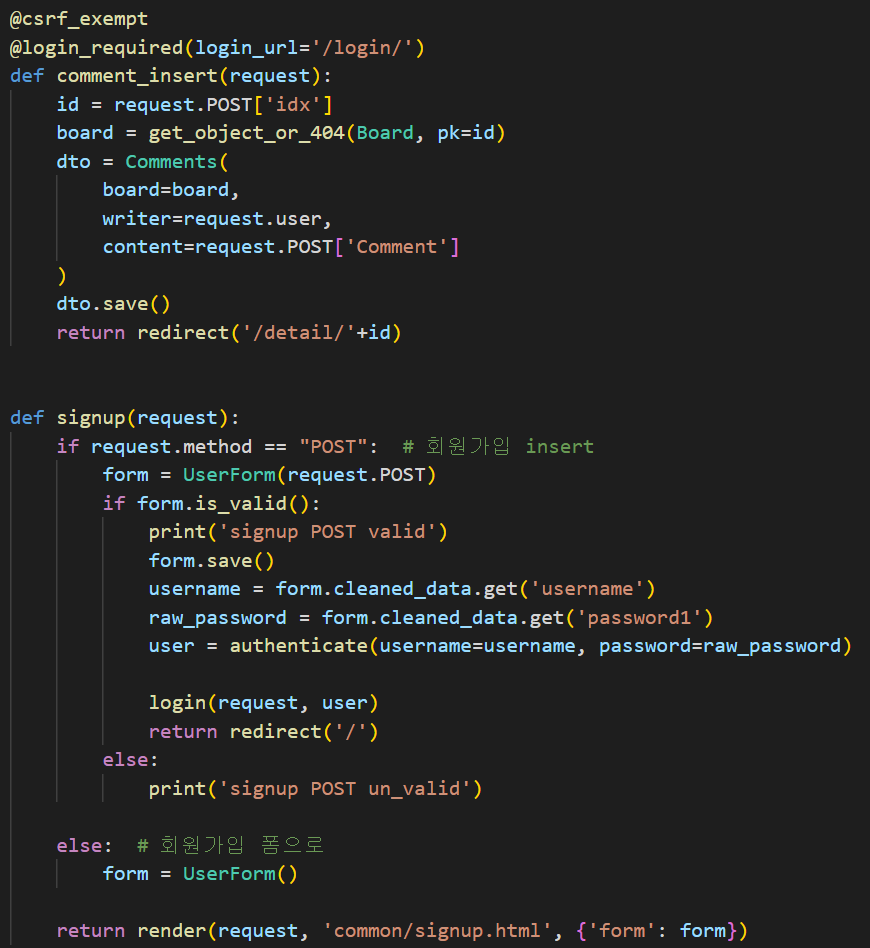 @csrf_exempt
@login_required(login_url='/login/')
def comment_insert(request):
    id = request.POST['idx']
    board = get_object_or_404(Board, pk=id)
    dto = Comments(
        board=board,
        writer=request.user,
        content=request.POST['Comment']
    )
    dto.save()
    return redirect('/detail/'+id)
def signup(request):
    if request.method == "POST":  # 회원가입 insert
        form = UserForm(request.POST)
        if form.is_valid():
            print('signup POST valid')
            form.save()
            username = form.cleaned_data.get('username')
            raw_password = form.cleaned_data.get('password1')
            user = authenticate(username=username, password=raw_password)
            login(request, user)
            return redirect('/')
        else:
            print('signup POST un_valid')
    else:  # 회원가입 폼으로
        form = UserForm()
    return render(request, 'common/signup.html', {'form': form})